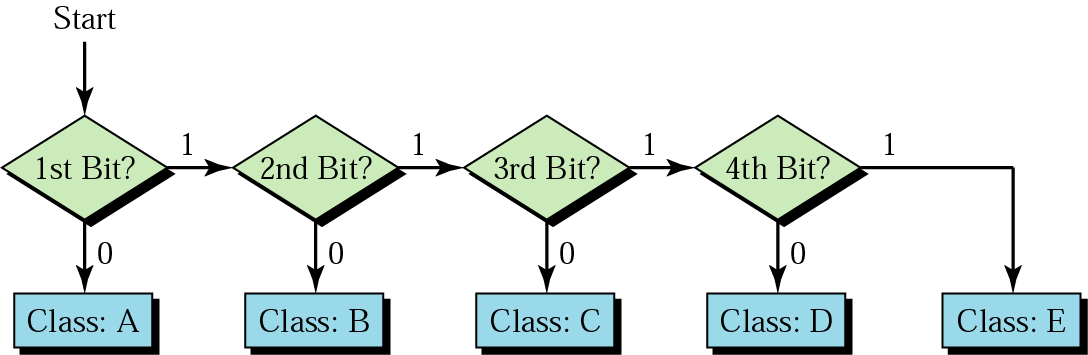 Start
1st Bit?
1
2nd Bit?
1
3rd Bit?
1
4th Bit?
1
0
0
0
0
Class: A
Class: B
Class: C
Class: D
Class: E